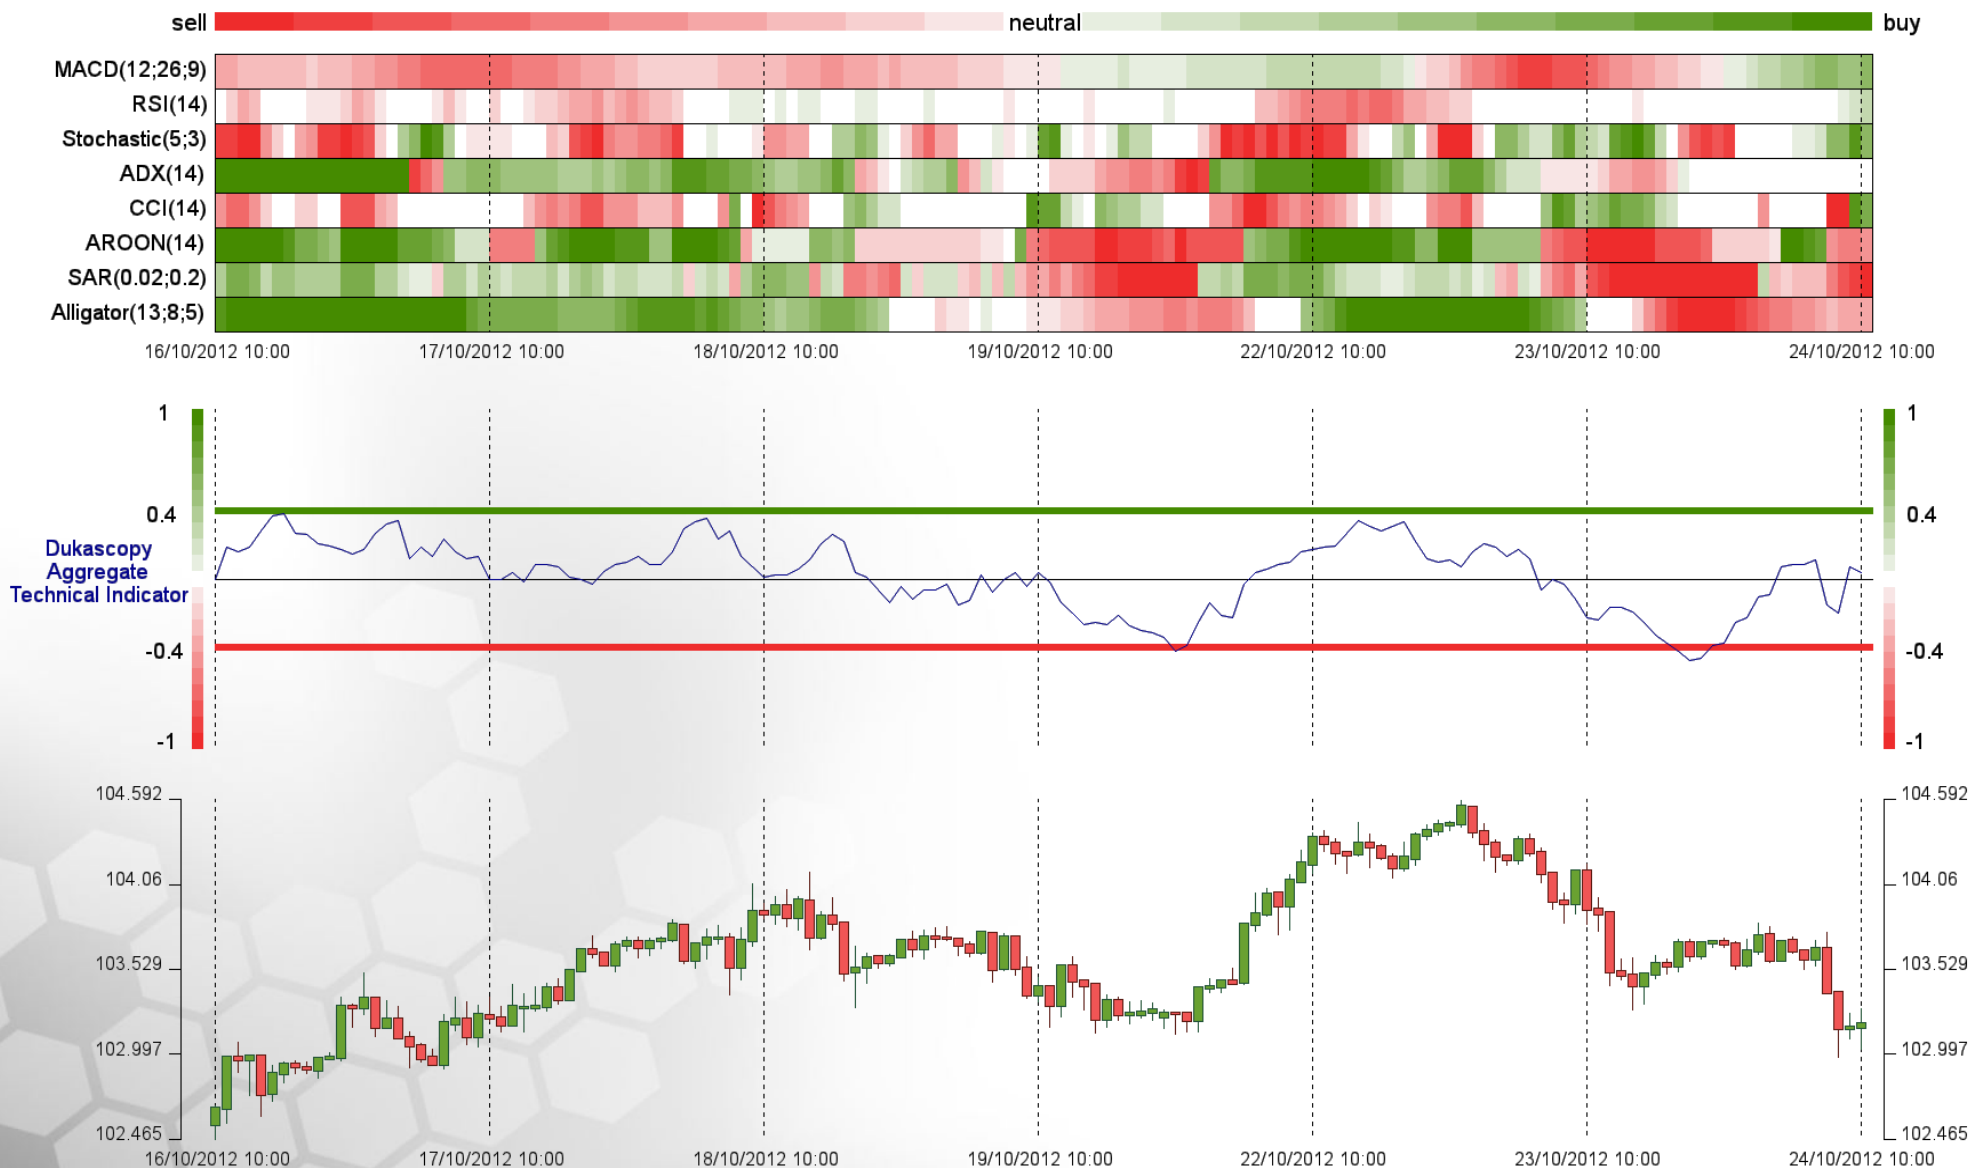 sell neutral buy
MACD(12;26;9)
RSI(14)
Stochastic(5;3)
ADX(14)
CCI(14)
AROON(14)
SAR(0.02;0.2)
Alligator(13;8;5)
16/10/2012 10:00 17/10/2012 10:00 18/10/2012 10:00 19/10/2012 10:00 22/10/2012 10:00 23/10/2012 10:00 24/10/2012 10:00
1 1
0.4 0.4
Dukascopy
Aggregate
Technical Indicator
-0.4 -0.4
-1 -1
104.592 104.592
104.06 104.06
103.529 103.529
102.997 102.997
102.465 102.465
16/10/2012 10:00 17/10/2012 10:00 18/10/2012 10:00 19/10/2012 10:00 22/10/2012 10:00 23/10/2012 10:00 24/10/2012 10:00